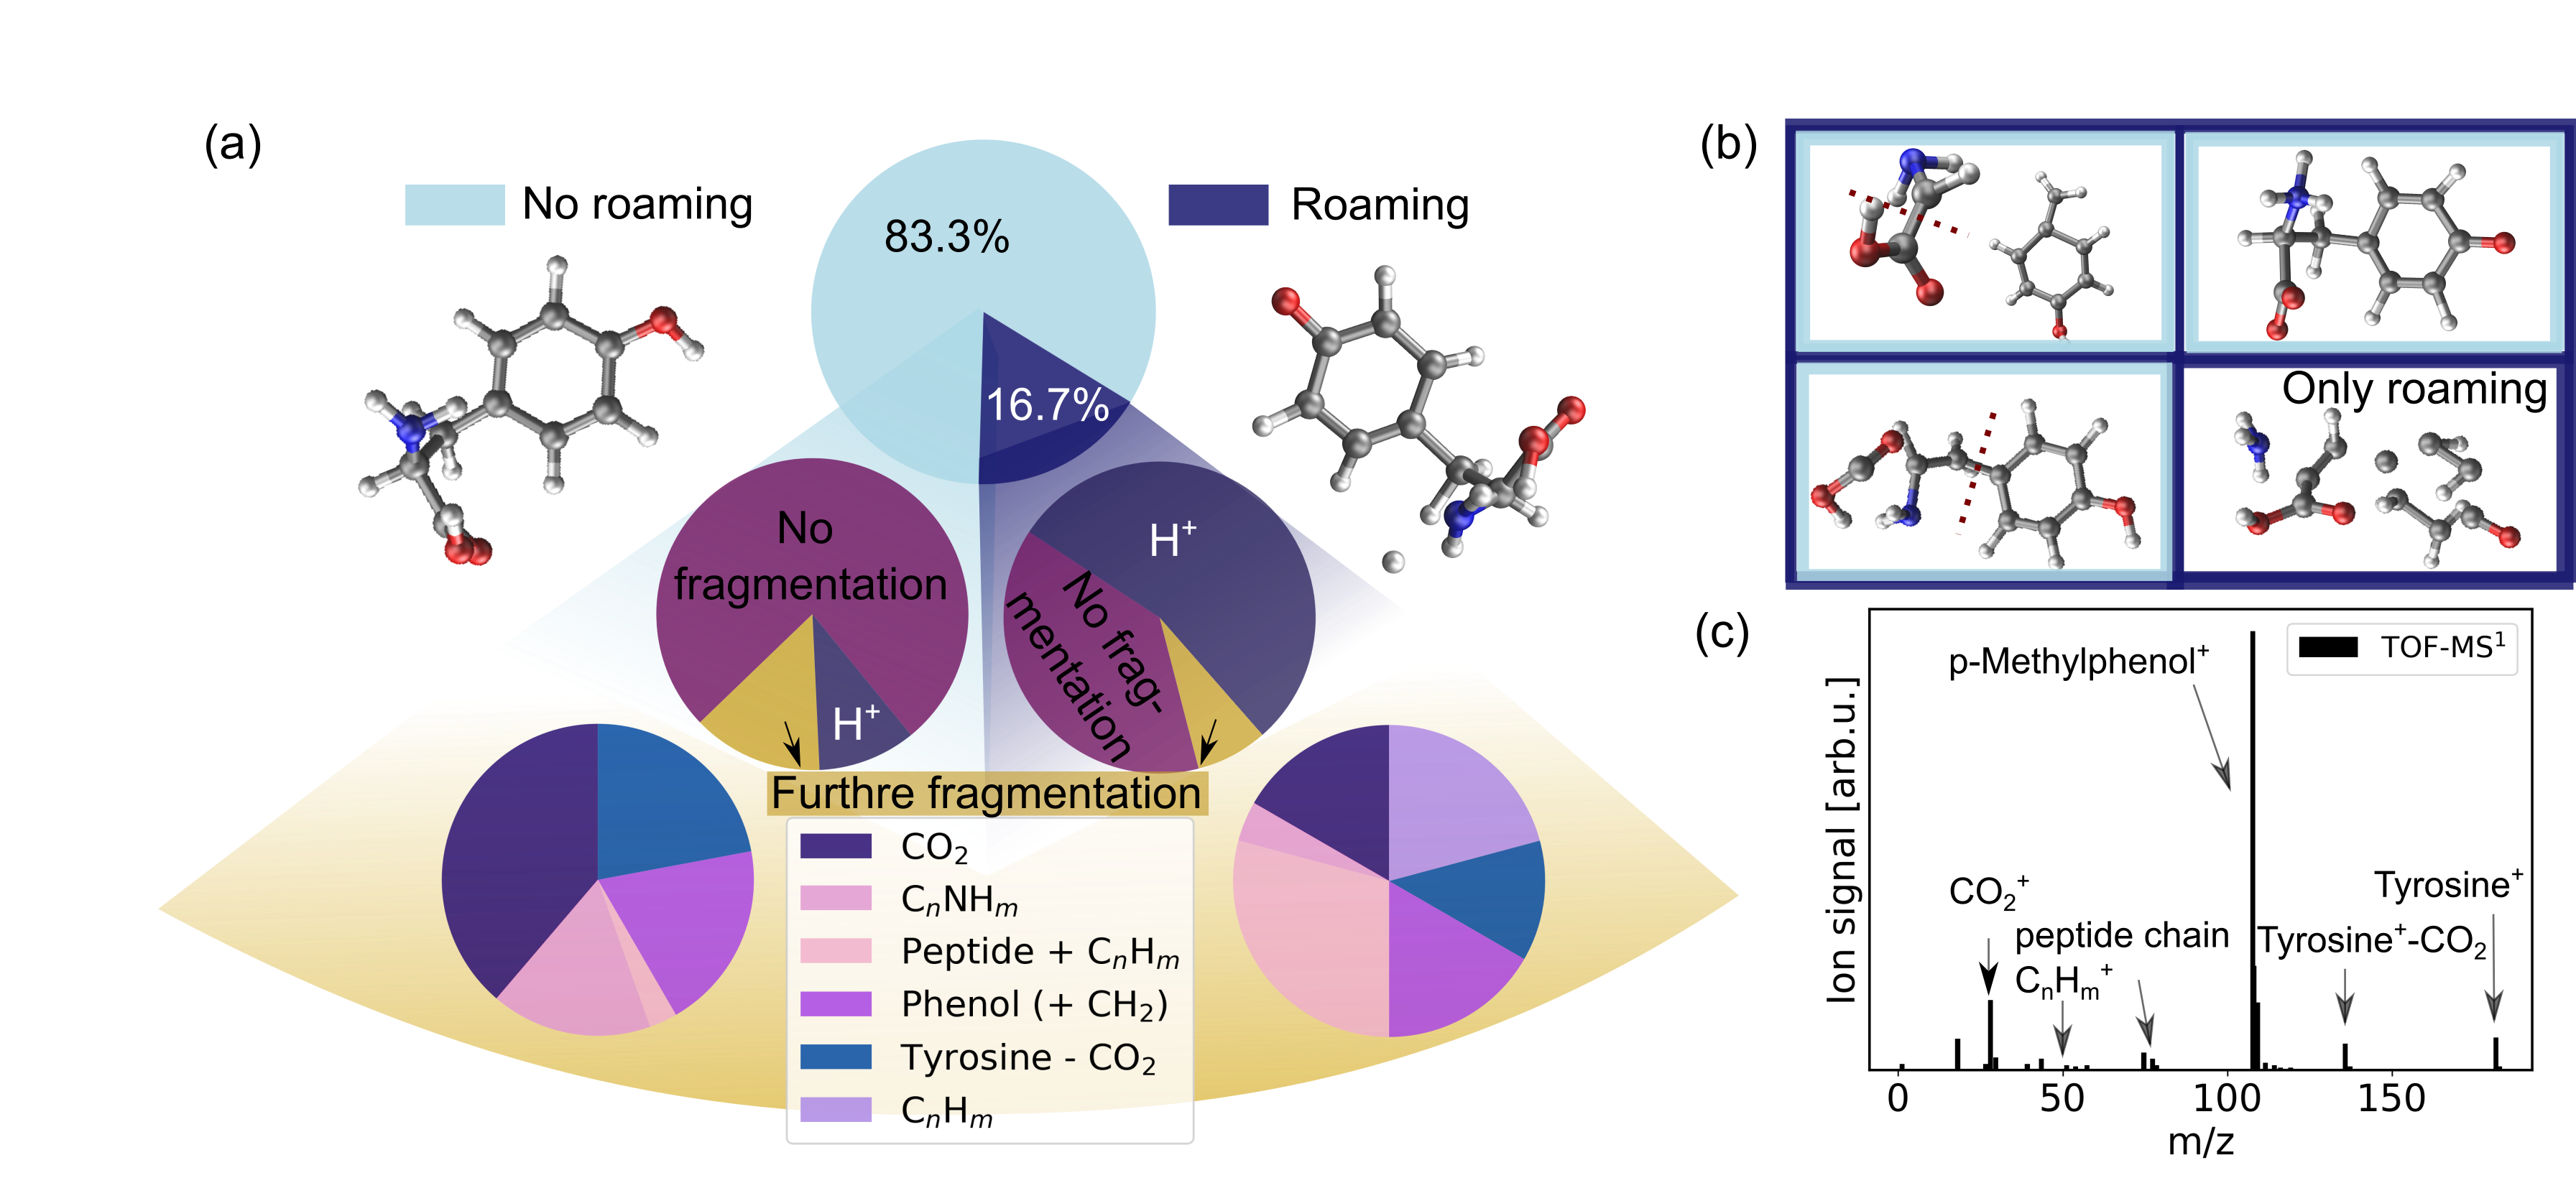 (a)
No roaming
Roaming
83.3%
16.7%
No
fragmentation
H⁺
H⁺
No frag-
mentation
Furthre fragmentation
CO₂
CₙNHₘ
Peptide + CₙHₘ
Phenol (+ CH₂)
Tyrosine - CO₂
CₙHₘ
(b)
Only roaming
(c)
Ion signal [arb.u.]
TOF-MS¹
p-Methylphenol⁺
CO₂⁺
peptide chain
CₙHₘ⁺
Tyrosine⁺
Tyrosine⁺-CO₂
0 50 100 150
m/z